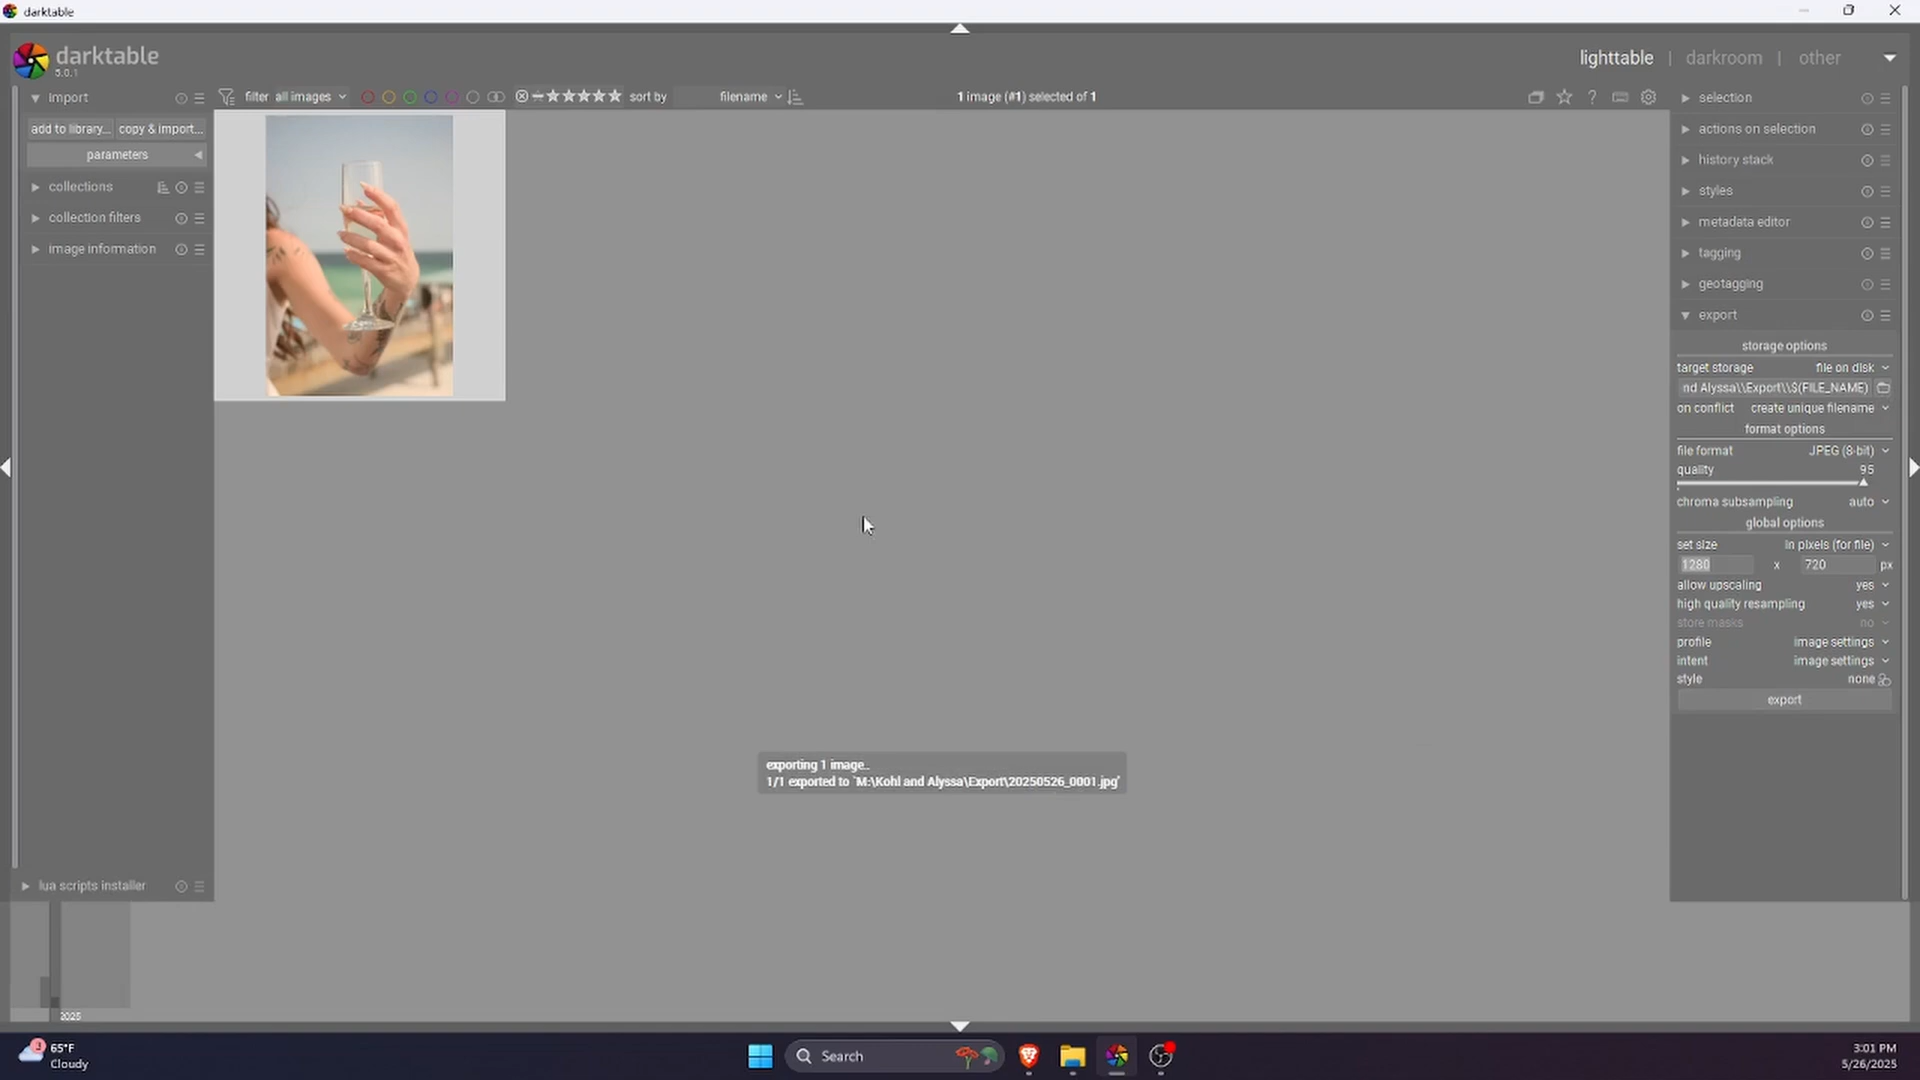 darktable
darktable
5.0.1
lighttable | darkroom | other
import
filter all images
sort by filename
1 image (#1) selected of 1
add to library...
copy & import...
parameters
collections
collection filters
image information
lua scripts installer
selection
actions on selection
history stack
styles
metadata editor
tagging
geotagging
export
storage options
target storage file on disk
nd Alyssa\\Export\\$(FILE_NAME)
on conflict create unique filename
format options
file format JPEG (8-bit)
quality 95
chroma subsampling auto
global options
set size in pixels (for file)
1280 x 720 px
allow upscaling yes
high quality resampling yes
store masks no
profile image settings
intent image settings
style none
export
exporting 1 image..
1/1 exported to `M:\Kohl and Alyssa\Export\20250526_0001.jpg'
2025
3
65°F
Cloudy
Search
3:01 PM
5/26/2025